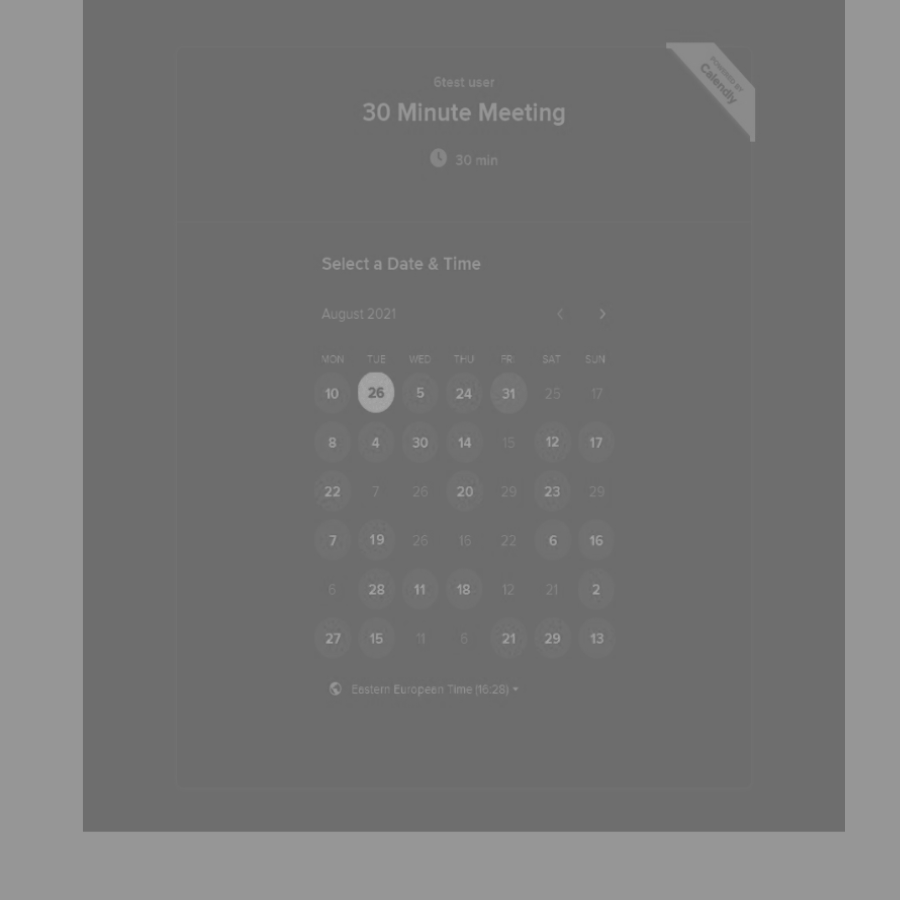 POWERED BY
Calendly
6test user
30 Minute Meeting
30 min
Select a Date & Time
August 2021
MON TUE WED THU FRI SAT SUN
10 26 5 24 31 25 17
8 4 30 14 15 12 17
22 7 26 20 29 23 29
7 19 26 16 22 6 16
6 28 11 18 12 21 2
27 15 11 6 21 29 13
Eastern European Time (16:28)